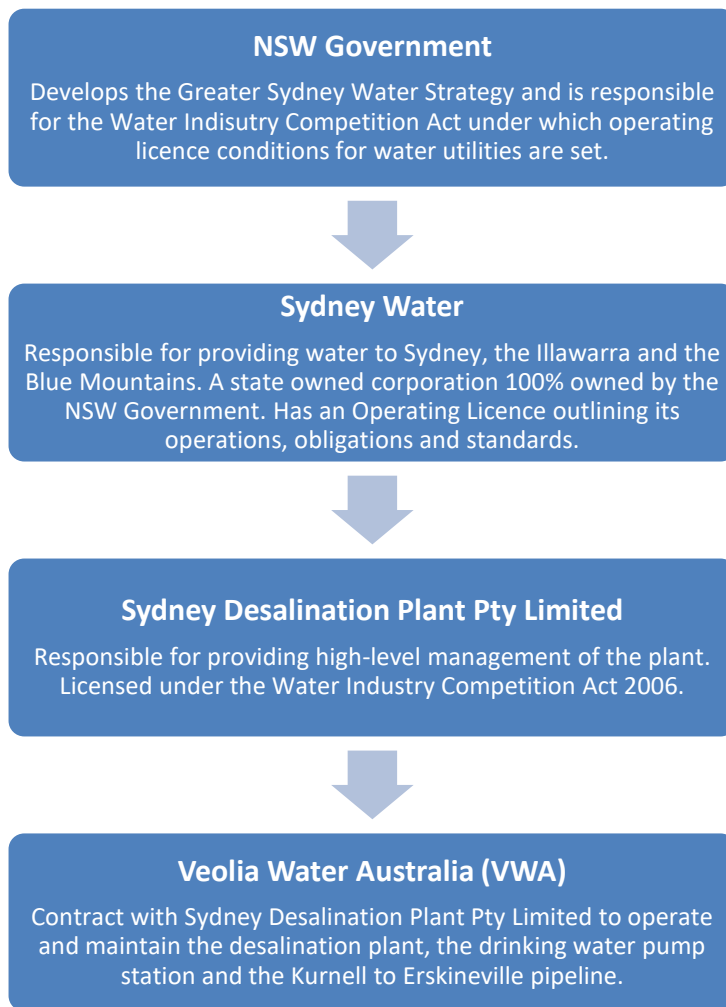 NSW Government
Develops the Greater Sydney Water Strategy and is responsible
for the Water Indisutry Competition Act under which operating
licence conditions for water utilities are set.
Sydney Water
Responsible for providing water to Sydney, the Illawarra and the
Blue Mountains. A state owned corporation 100% owned by the
NSW Government. Has an Operating Licence outlining its
operations, obligations and standards.
Sydney Desalination Plant Pty Limited
Responsible for providing high-level management of the plant.
Licensed under the Water Industry Competition Act 2006.
Veolia Water Australia (VWA)
Contract with Sydney Desalination Plant Pty Limited to operate
and maintain the desalination plant, the drinking water pump
station and the Kurnell to Erskineville pipeline.